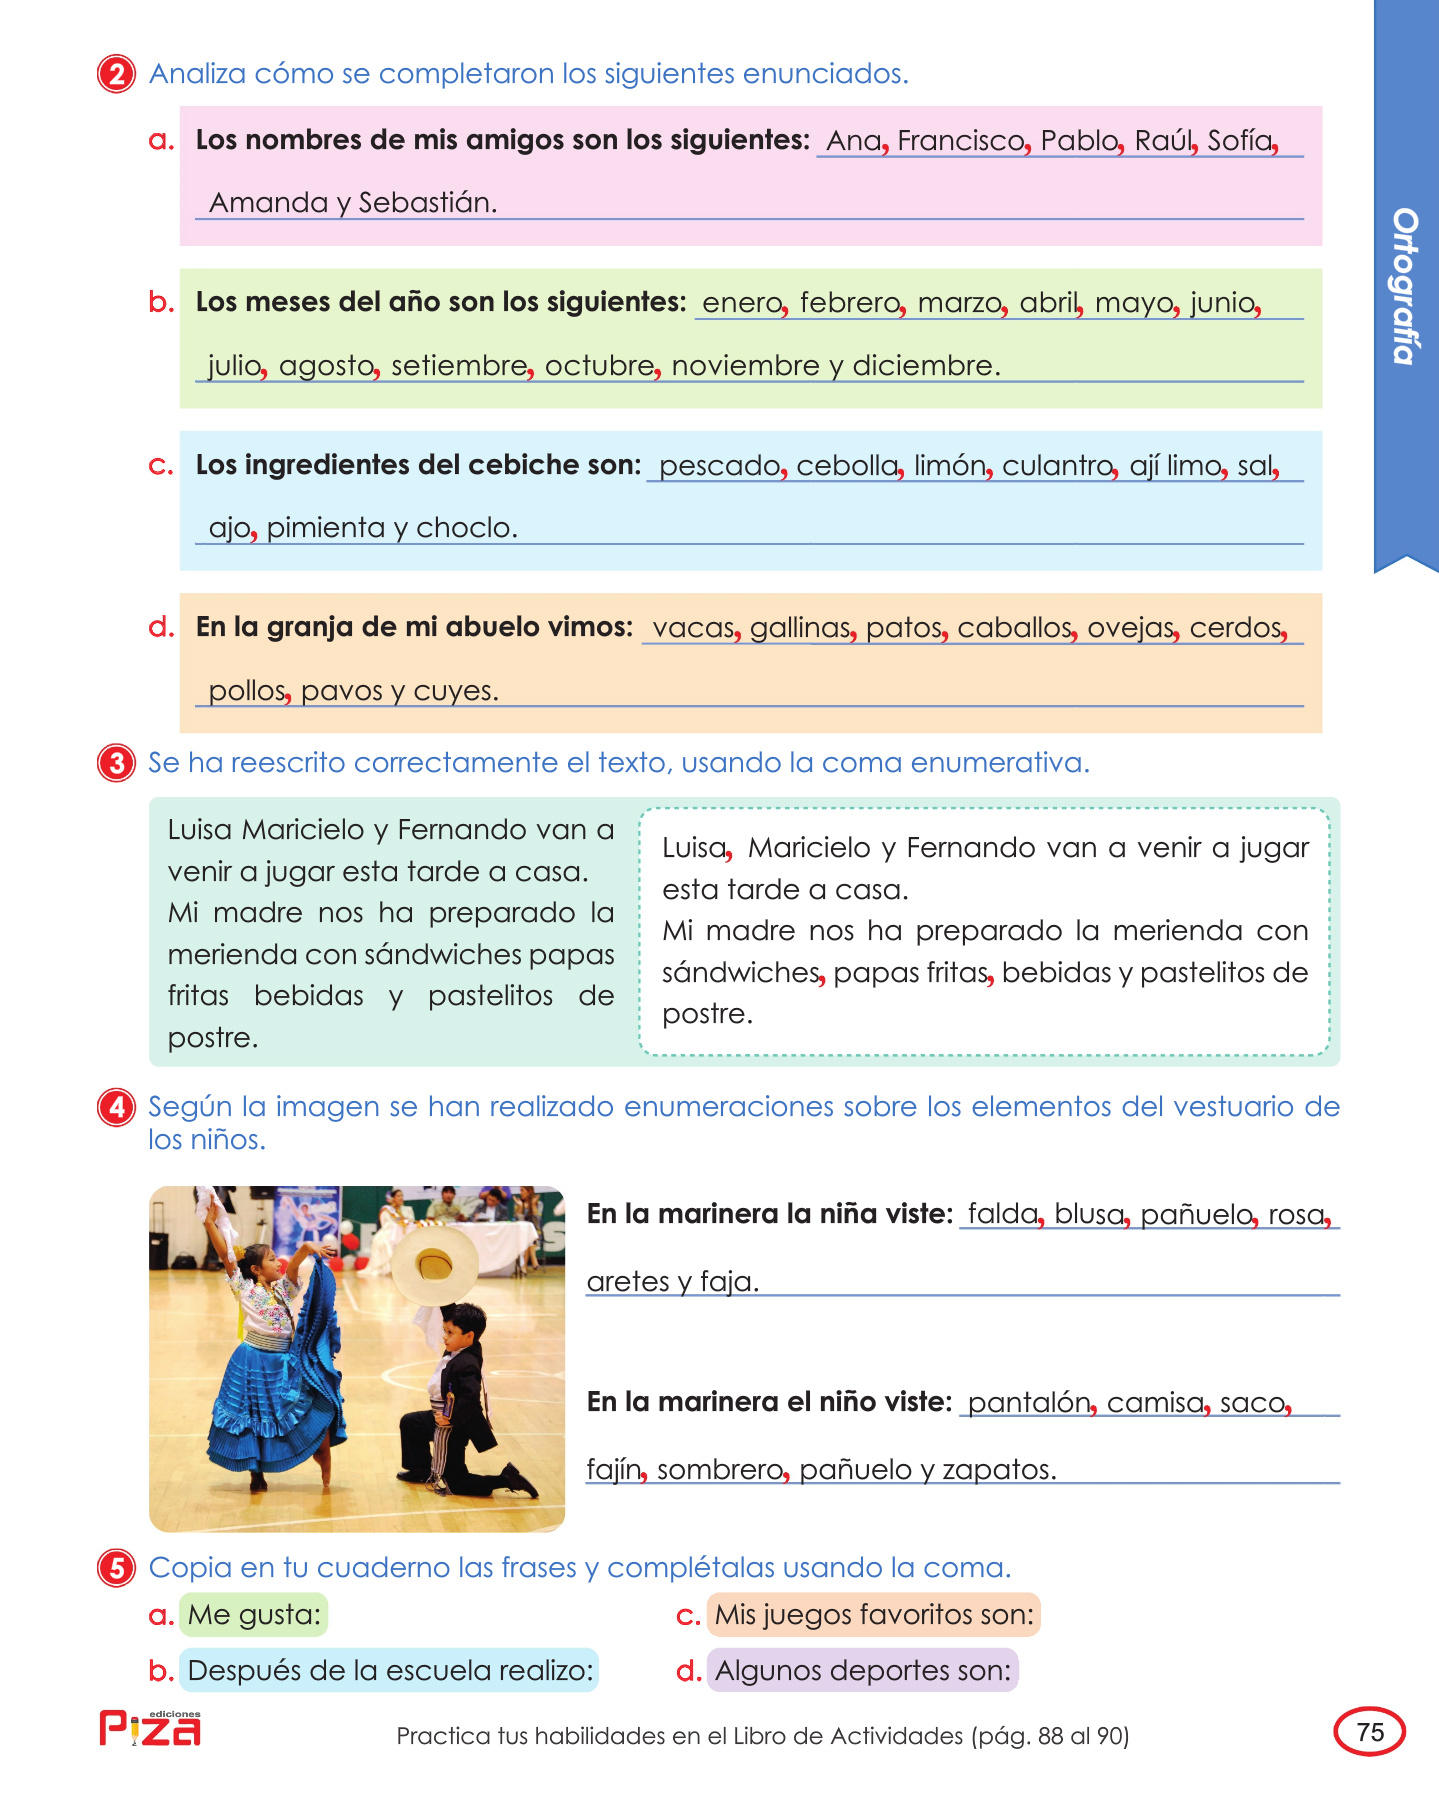 2 Analiza cómo se completaron los siguientes enunciados.
a. Los nombres de mis amigos son los siguientes: Ana, Francisco, Pablo, Raúl, Sofía,
Amanda y Sebastián.
b. Los meses del año son los siguientes: enero, febrero, marzo, abril, mayo, junio,
julio, agosto, setiembre, octubre, noviembre y diciembre.
c. Los ingredientes del cebiche son: pescado, cebolla, limón, culantro, ají limo, sal,
ajo, pimienta y choclo.
d. En la granja de mi abuelo vimos: vacas, gallinas, patos, caballos, ovejas, cerdos,
pollos, pavos y cuyes.
Ortografía
3 Se ha reescrito correctamente el texto, usando la coma enumerativa.
Luisa Maricielo y Fernando van a
venir a jugar esta tarde a casa.
Mi madre nos ha preparado la
merienda con sándwiches papas
fritas bebidas y pastelitos de
postre.
Luisa, Maricielo y Fernando van a venir a jugar
esta tarde a casa.
Mi madre nos ha preparado la merienda con
sándwiches, papas fritas, bebidas y pastelitos de
postre.
4 Según la imagen se han realizado enumeraciones sobre los elementos del vestuario de
los niños.
En la marinera la niña viste: falda, blusa, pañuelo, rosa,
aretes y faja.
En la marinera el niño viste: pantalón, camisa, saco,
fajín, sombrero, pañuelo y zapatos.
5 Copia en tu cuaderno las frases y complétalas usando la coma.
a. Me gusta:
b. Después de la escuela realizo:
c. Mis juegos favoritos son:
d. Algunos deportes son:
ediciones
Piza
Practica tus habilidades en el Libro de Actividades (pág. 88 al 90)
75